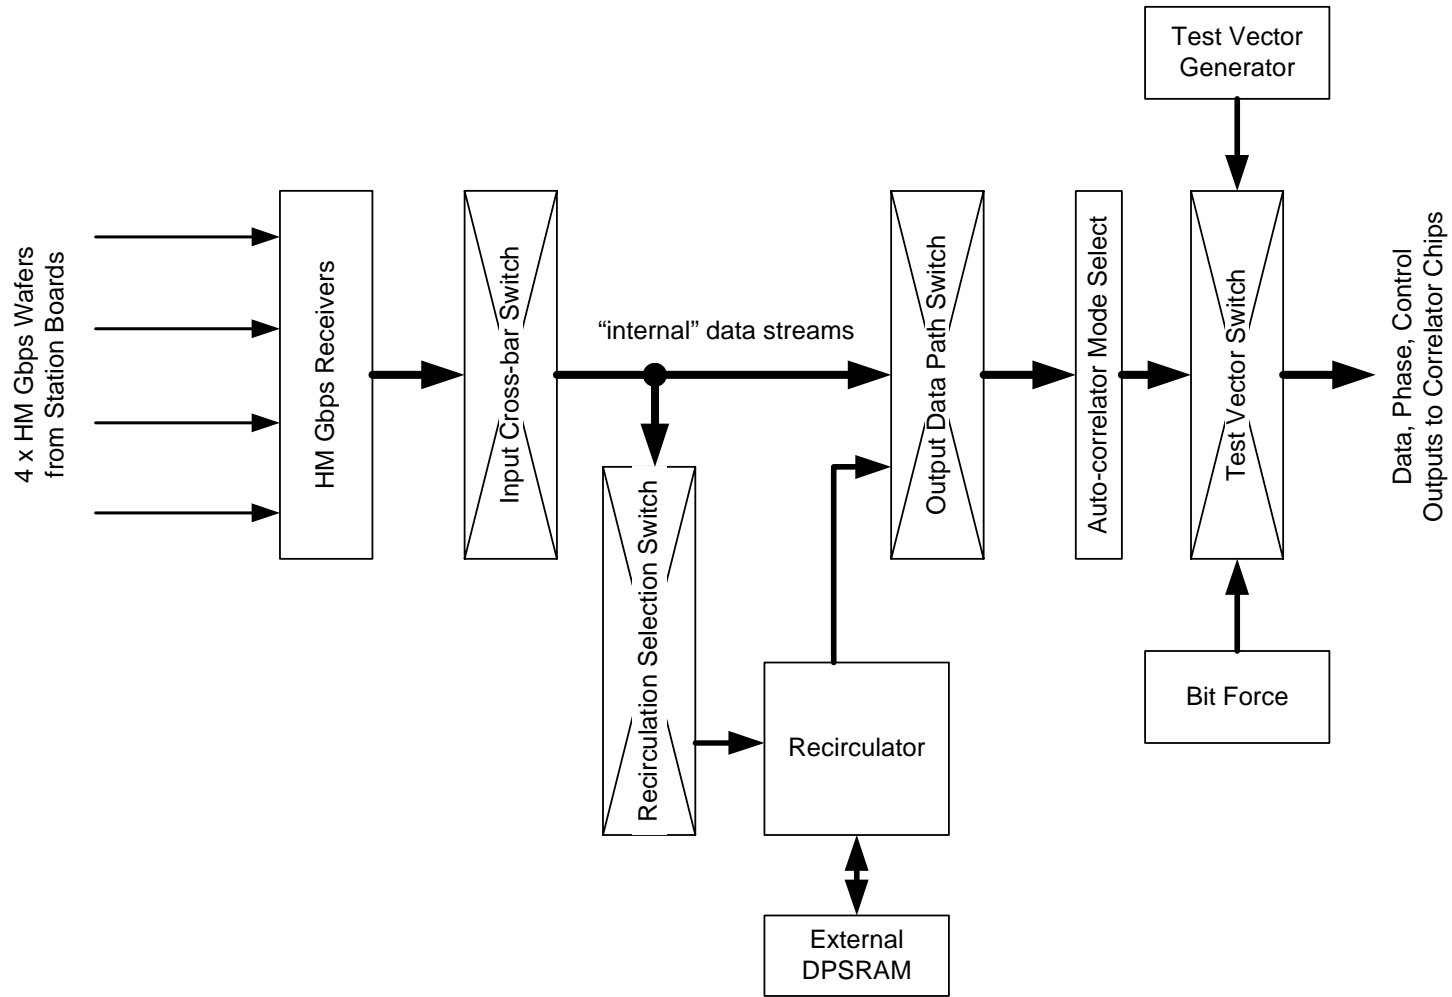 Test Vector
Generator
4 x HM Gbps Wafers
from Station Boards
HM Gbps Receivers
Input Cross-bar Switch
“internal” data streams
Recirculation Selection Switch
Recirculator
External
DPSRAM
Output Data Path Switch
Auto-correlator Mode Select
Test Vector Switch
Bit Force
Data, Phase, Control
Outputs to Correlator Chips